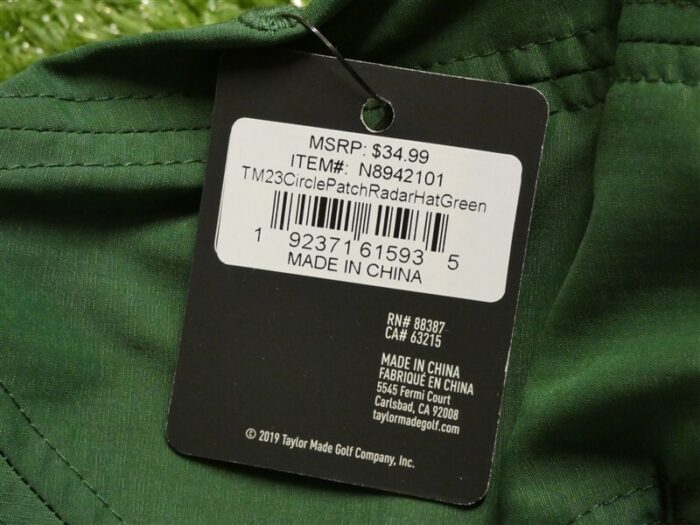 MSRP: $34.99
ITEM#: N8942101
TM23CirclePatchRadarHatGreen
1 92371 61593 5
MADE IN CHINA
RN# 88387
CA# 63215
MADE IN CHINA
FABRIQUÉ EN CHINA
5545 Fermi Court
Carlsbad, CA 92008
taylormadegolf.com
© 2019 Taylor Made Golf Company, Inc.